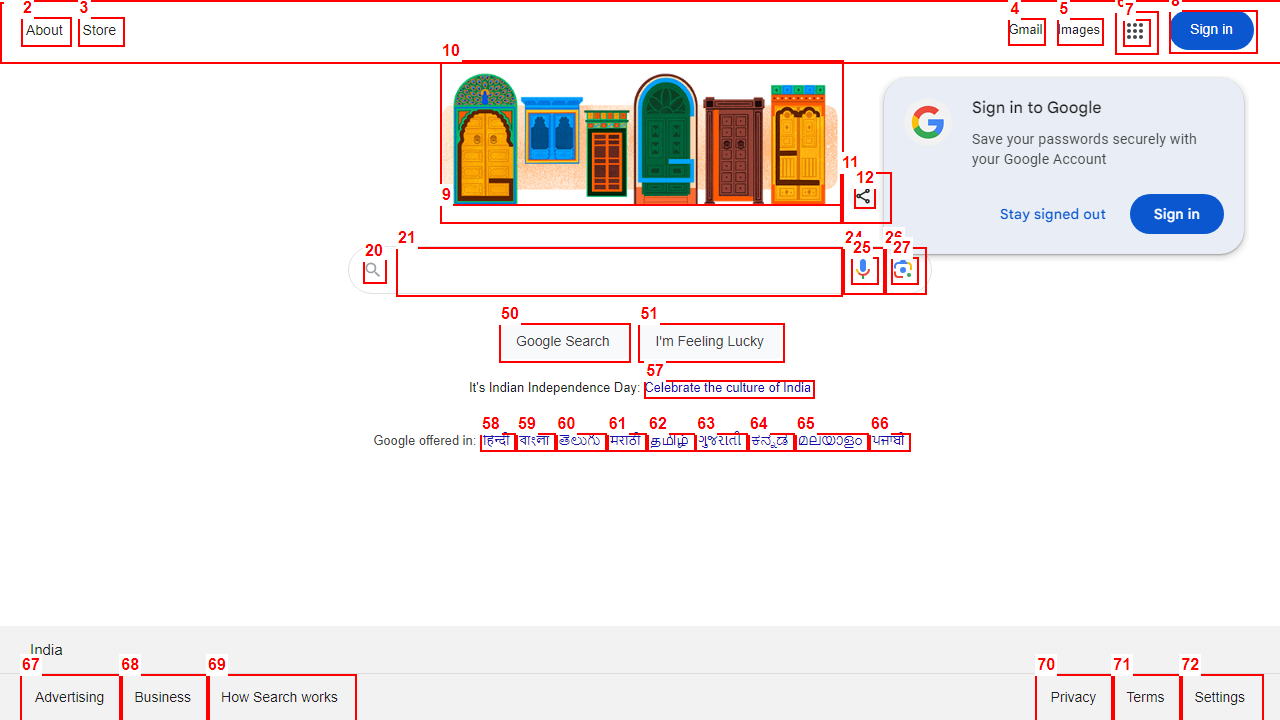 2 3 4 5 6 7 8
About Store Gmail Images Sign in
10
Sign in to Google
Save your passwords securely with
your Google Account
11
12
9
Stay signed out Sign in
21 24 26
20 25 27
50 51
Google Search I'm Feeling Lucky
57
It's Indian Independence Day: Celebrate the culture of India
58 59 60 61 62 63 64 65 66
Google offered in: हिन्दी বাংলা తెలుగు मराठी தமிழ் ગુજરાતી ಕನ್ನಡ മലയാളം ਪੰਜਾਬੀ
India
67 68 69 70 71 72
Advertising Business How Search works Privacy Terms Settings